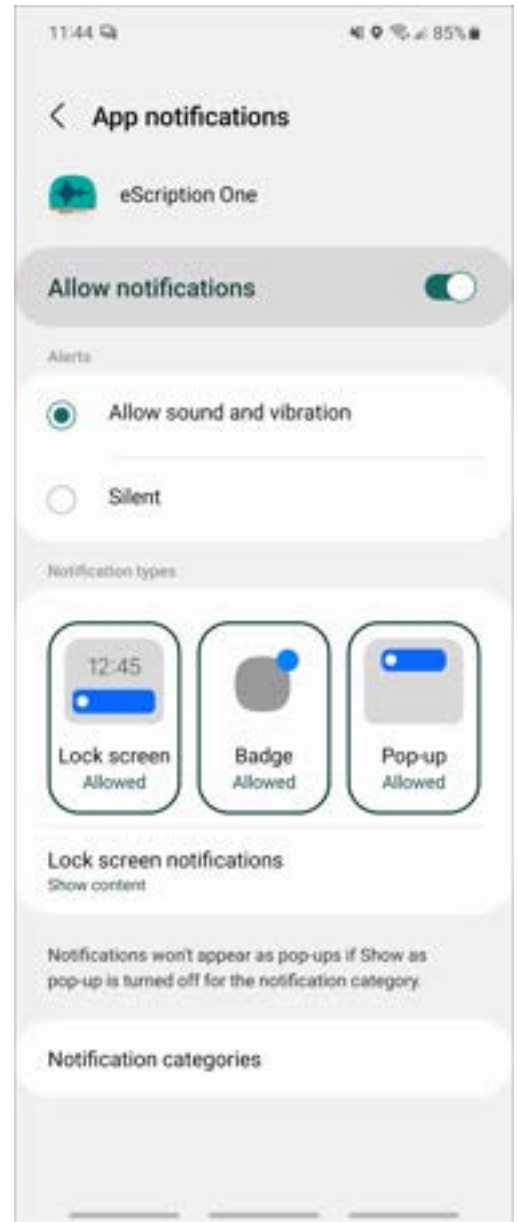 11:44
85%
App notifications
eScription One
Allow notifications
Alerts
Allow sound and vibration
Silent
Notification types
12:45
Lock screen
Allowed
Badge
Allowed
Pop-up
Allowed
Lock screen notifications
Show content
Notifications won't appear as pop-ups if Show as
pop-up is turned off for the notification category.
Notification categories